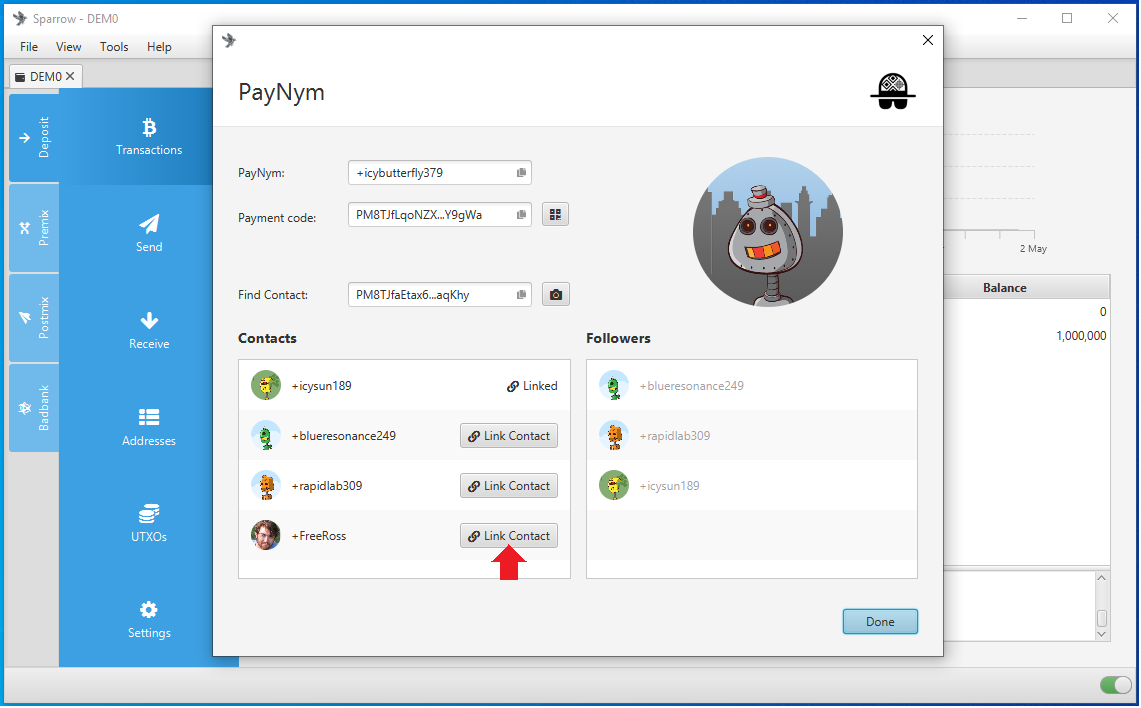 Sparrow - DEM0
File View Tools Help
DEM0
Deposit
Premix
Postmix
Badbank
Transactions
Send
Receive
Addresses
UTXOs
Settings
PayNym
PayNym:
+icybutterfly379
Payment code:
PM8TJfLqoNZX...Y9gWa
Find Contact:
PM8TJfaEtax6...aqKhy
Contacts
+icysun189 Linked
+blueresonance249 Link Contact
+rapidlab309 Link Contact
+FreeRoss Link Contact
Followers
+blueresonance249
+rapidlab309
+icysun189
Done
2 May
Balance
0
1,000,000